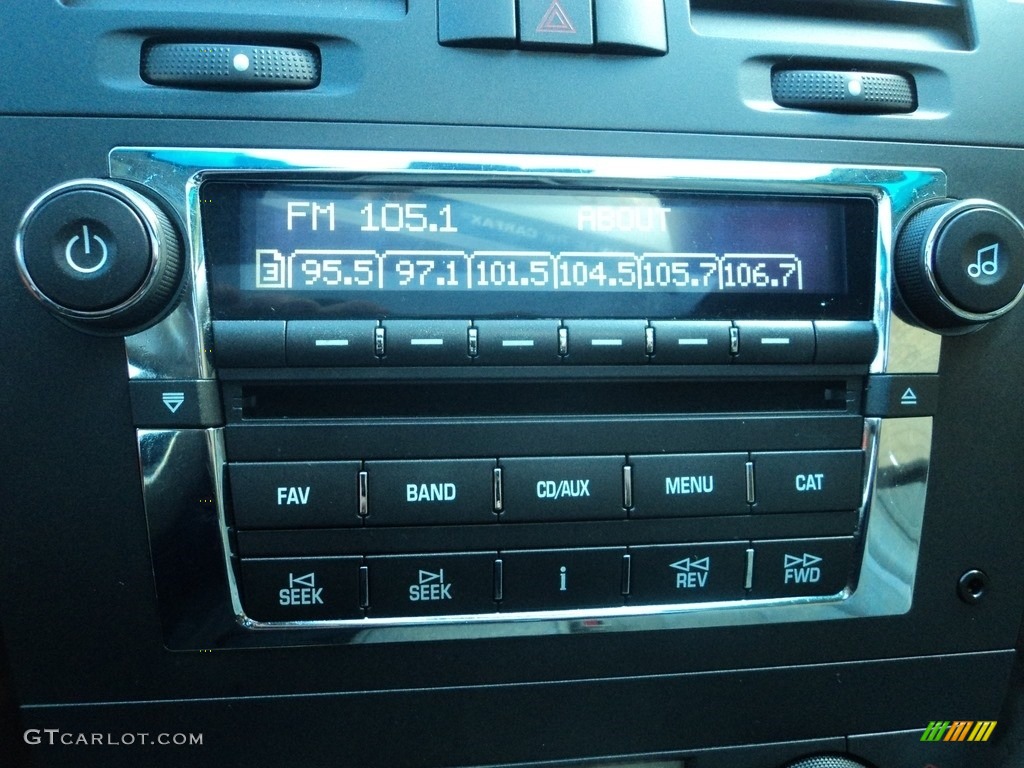 FM 105.1 ABOUT
3 95.5 97.1 101.5 104.5 105.7 106.7
FAV BAND CD/AUX MENU CAT
SEEK SEEK i REV FWD
GTCARLOT.COM